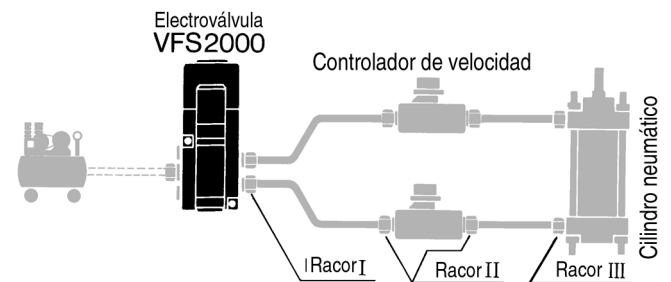 Electroválvula
VFS2000
Controlador de velocidad
Cilindro neumático
Racor I
Racor II
Racor III